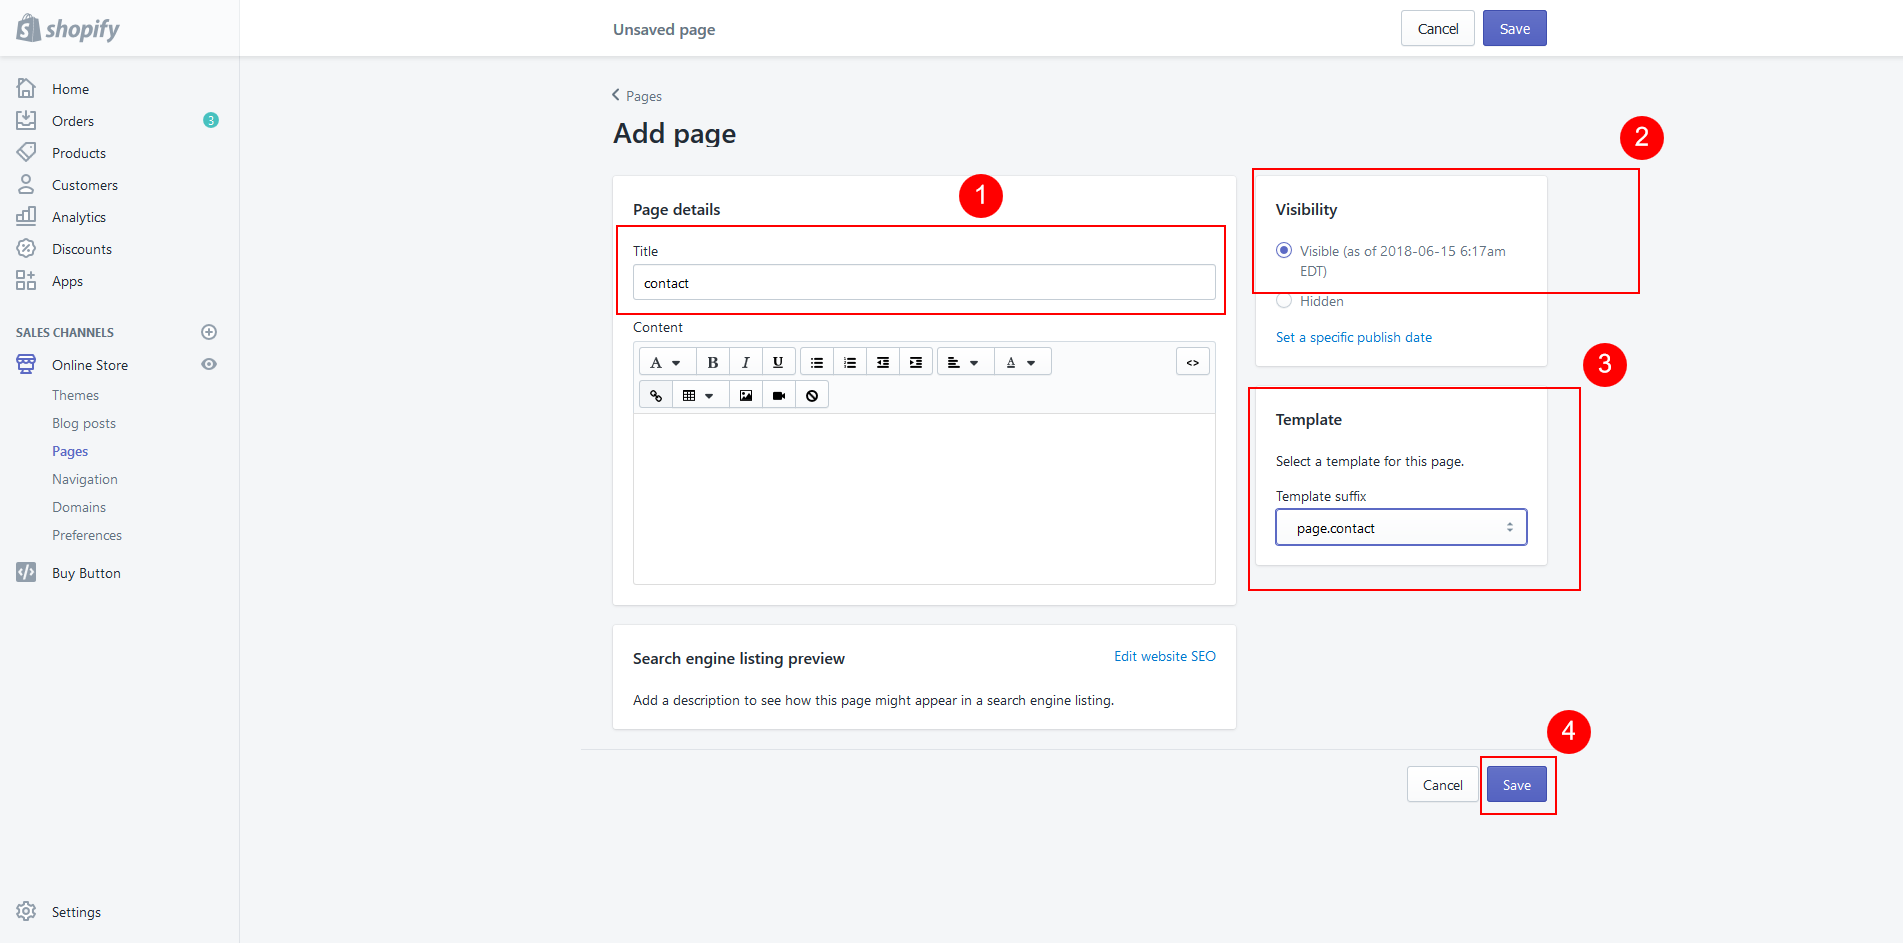 shopify
Unsaved page
Cancel
Save
Home
Orders
3
Products
Customers
Analytics
Discounts
Apps
SALES CHANNELS
Online Store
Themes
Blog posts
Pages
Navigation
Domains
Preferences
Buy Button
Settings
Pages
Add page
1
Page details
Title
contact
Content
A
B
I
U
A
<>
2
Visibility
Visible (as of 2018-06-15 6:17am
EDT)
Hidden
Set a specific publish date
3
Template
Select a template for this page.
Template suffix
page.contact
Search engine listing preview
Edit website SEO
Add a description to see how this page might appear in a search engine listing.
4
Cancel
Save